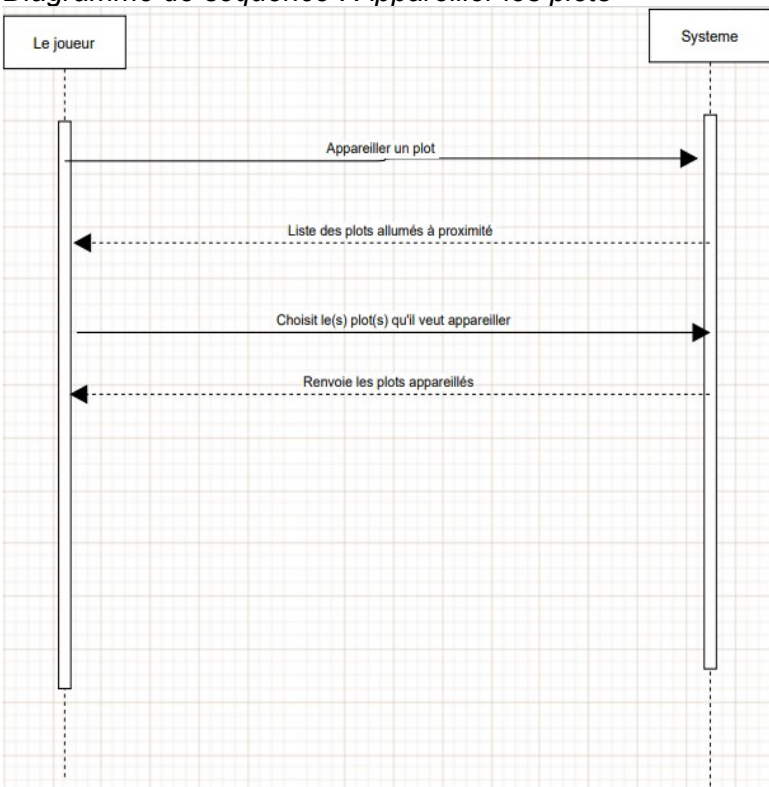 Diagramme de séquence : Appareiller les plots
Le joueur
Systeme
Appareiller un plot
Liste des plots allumés à proximité
Choisit le(s) plot(s) qu'il veut appareiller
Renvoie les plots appareillés